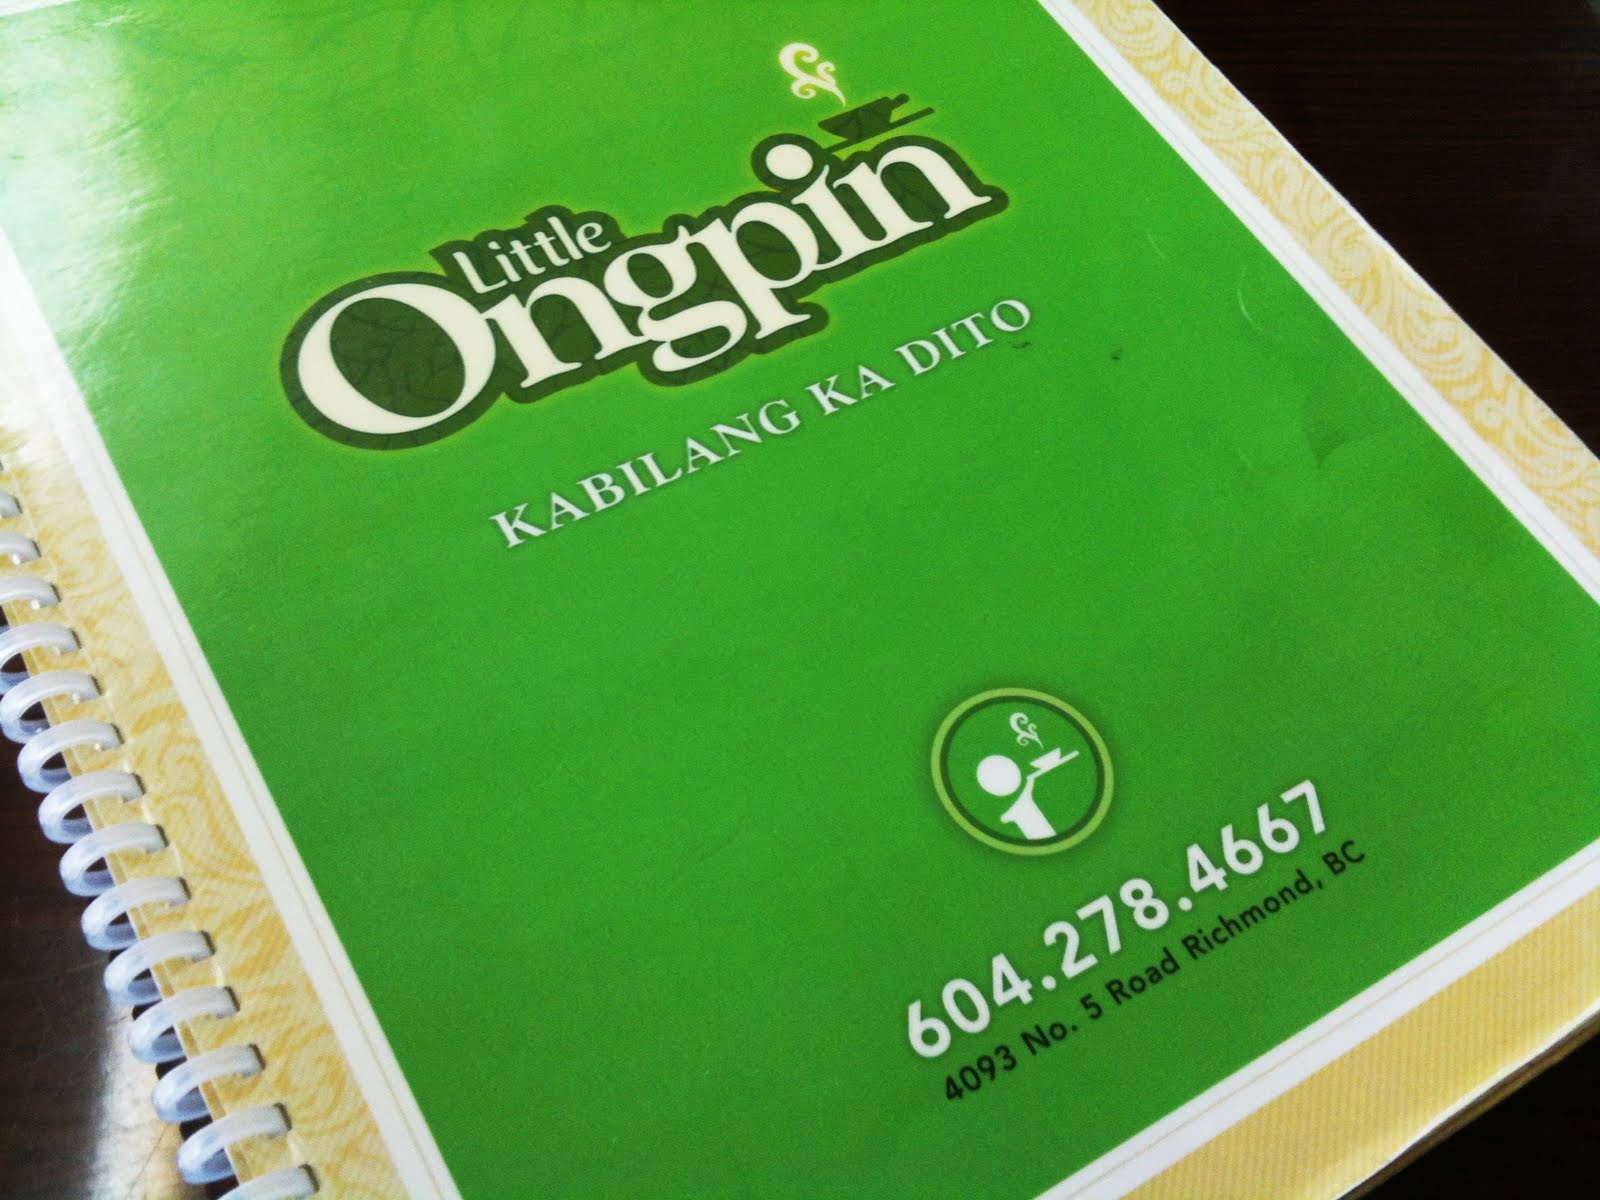 Little
Ongpin
KABILANG KA DITO
604.278.4667
4093 No. 5 Road Richmond, BC